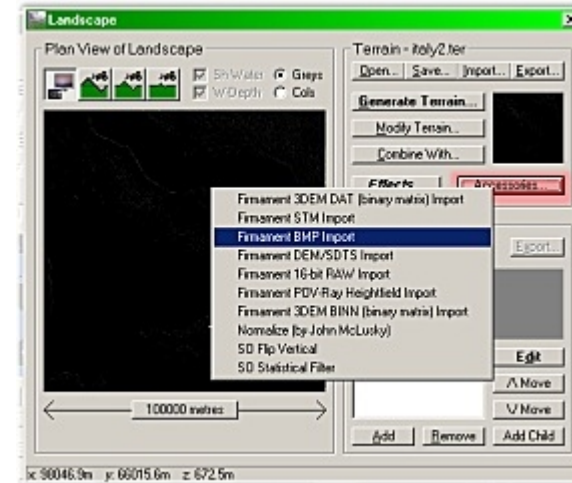 Landscape
Plan View of Landscape
Sh Water
Greys
W Depth
Cols
100000 metres
Terrain - italy2.ter
Open... Save... Import... Export...
Generate Terrain...
Modify Terrain...
Combine With...
Effects Accessories...
Firmament 3DEM DAT (binary matrix) Import
Firmament STM Import
Firmament BMP Import
Firmament DEM/SDTS Import
Firmament 16-bit RAW Import
Firmament POV-Ray Heightfield Import
Firmament 3DEM BINN (binary matrix) Import
Normalize (by John McLusky)
SO Flip Vertical
SO Statistical Filter
Export...
Edit
/\ Move
\/ Move
Add Remove Add Child
x: 98046.9m y: 66015.6m z: 672.5m